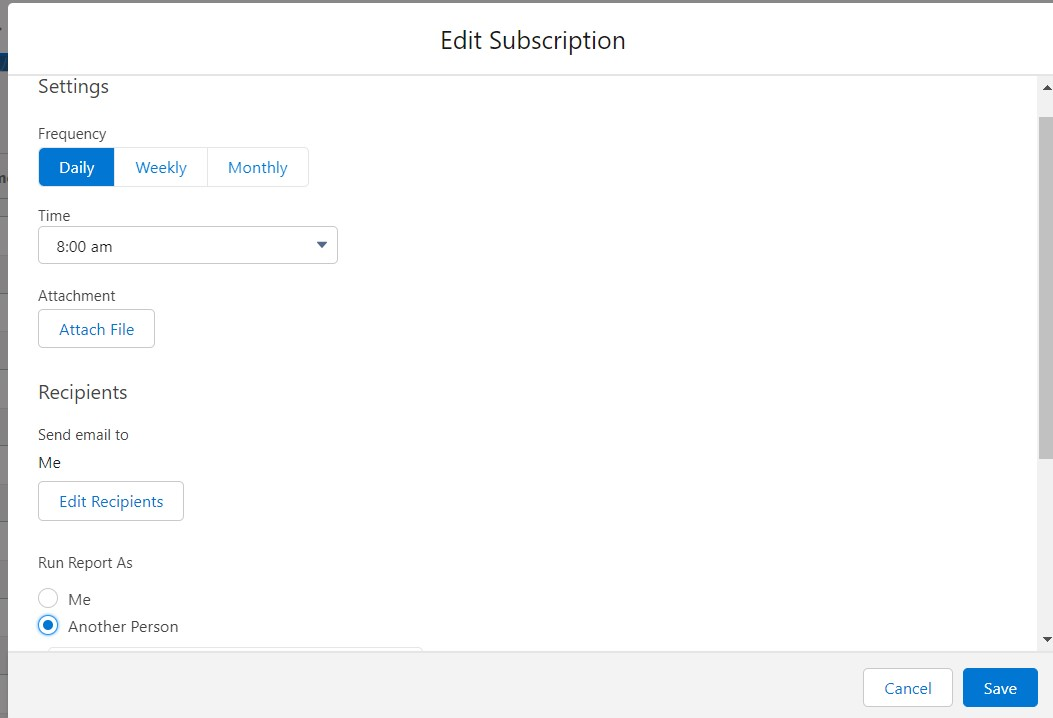 Edit Subscription
Settings
Frequency
Daily Weekly Monthly
Time
8:00 am
Attachment
Attach File
Recipients
Send email to
Me
Edit Recipients
Run Report As
Me
Another Person
Cancel Save